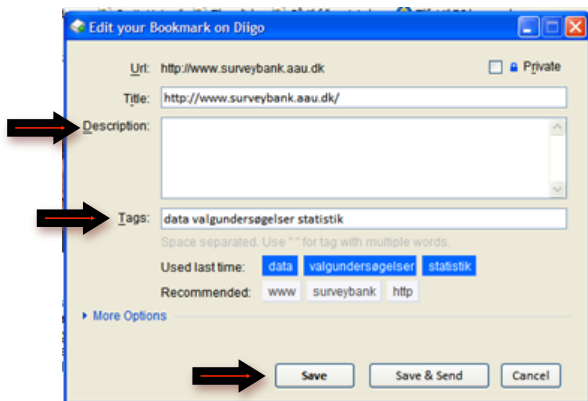 Edit your Bookmark on Diigo
Url: http://www.surveybank.aau.dk Private
Title: http://www.surveybank.aau.dk/
Description:
Tags: data valgundersøgelser statistik
Space separated. Use " " for tag with multiple words.
Used last time: data valgundersøgelser statistik
Recommended: www surveybank http
More Options
Save Save & Send Cancel